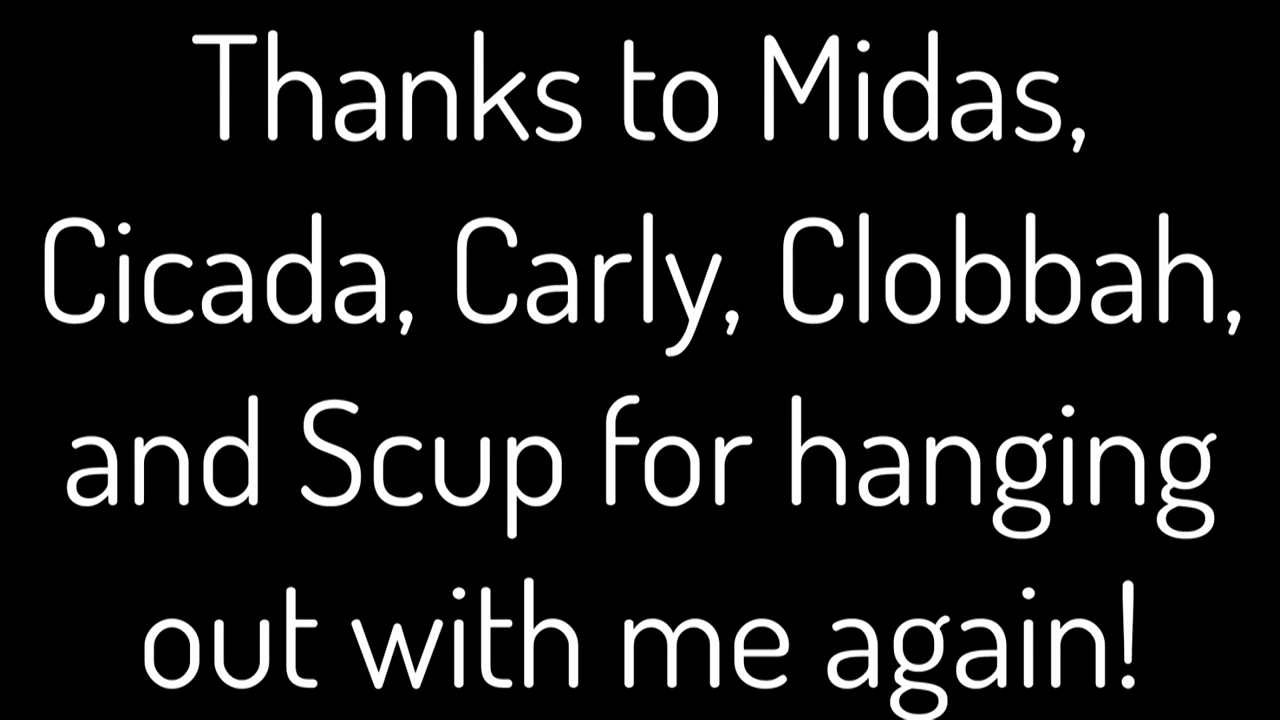 Thanks to Midas,
Cicada, Carly, Clobbah,
and Scup for hanging
out with me again!